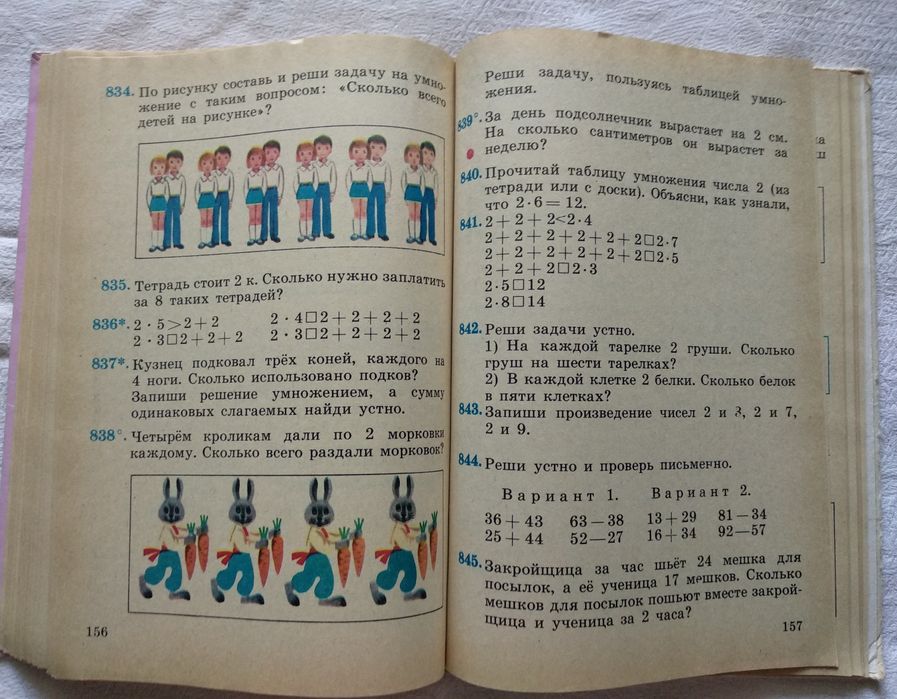 834. По рисунку составь и реши задачу на умно-
жение с таким вопросом: «Сколько всего
детей на рисунке»?
835. Тетрадь стоит 2 к. Сколько нужно заплатить
за 8 таких тетрадей?
836*. 2 · 5>2 + 2 2 · 4□2 + 2 + 2 + 2
2 · 3□2 + 2 + 2 2 · 3□2 + 2 + 2 + 2
837*. Кузнец подковал трёх коней, каждого на
4 ноги. Сколько использовано подков?
Запиши решение умножением, а сумму
одинаковых слагаемых найди устно.
838°. Четырём кроликам дали по 2 морковки
каждому. Сколько всего раздали морковок?
156
Реши задачу, пользуясь таблицей умно-
жения.
839°. За день подсолнечник вырастает на 2 см.
На сколько сантиметров он вырастет за
неделю?
840. Прочитай таблицу умножения числа 2 (из
тетради или с доски). Объясни, как узнали,
что 2 · 6 = 12.
841. 2 + 2 + 2<2 · 4
2 + 2 + 2 + 2 + 2 + 2□2 · 7
2 + 2 + 2 + 2 + 2□2 · 5
2 + 2 + 2□2 · 3
2 · 5□12
2 · 8□14
842. Реши задачи устно.
1) На каждой тарелке 2 груши. Сколько
груш на шести тарелках?
2) В каждой клетке 2 белки. Сколько белок
в пяти клетках?
843. Запиши произведение чисел 2 и 3, 2 и 7,
2 и 9.
844. Реши устно и проверь письменно.
Вариант 1. Вариант 2.
36 + 43 63 — 38 13 + 29 81 — 34
25 + 44 52 — 27 16 + 34 92 — 57
845. Закройщица за час шьёт 24 мешка для
посылок, а её ученица 17 мешков. Сколько
мешков для посылок пошьют вместе закрой-
щица и ученица за 2 часа?
157